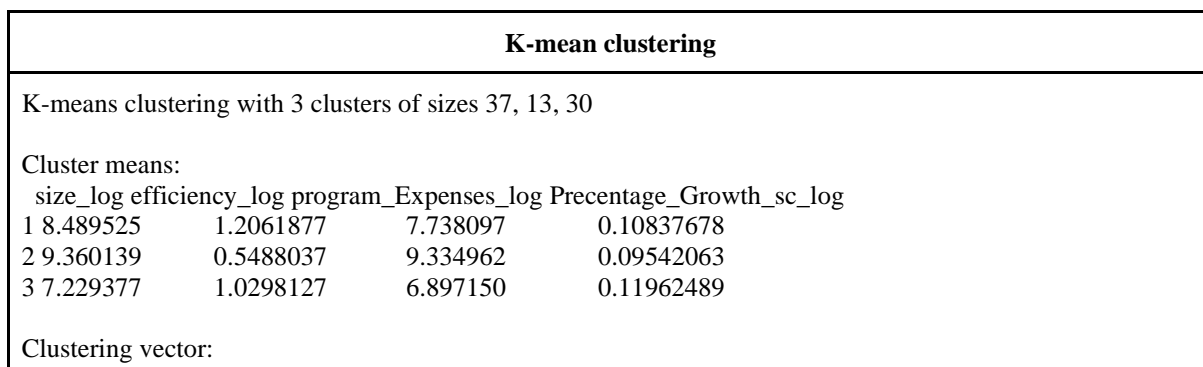 K-mean clustering
K-means clustering with 3 clusters of sizes 37, 13, 30
Cluster means:
size_log efficiency_log program_Expenses_log Precentage_Growth_sc_log
1 8.489525 1.2061877 7.738097 0.10837678
2 9.360139 0.5488037 9.334962 0.09542063
3 7.229377 1.0298127 6.897150 0.11962489
Clustering vector: